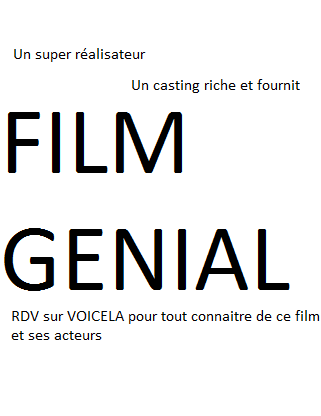 Un super réalisateur
Un casting riche et fournit
FILM
GENIAL
RDV sur VOICELA pour tout connaitre de ce film
et ses acteurs